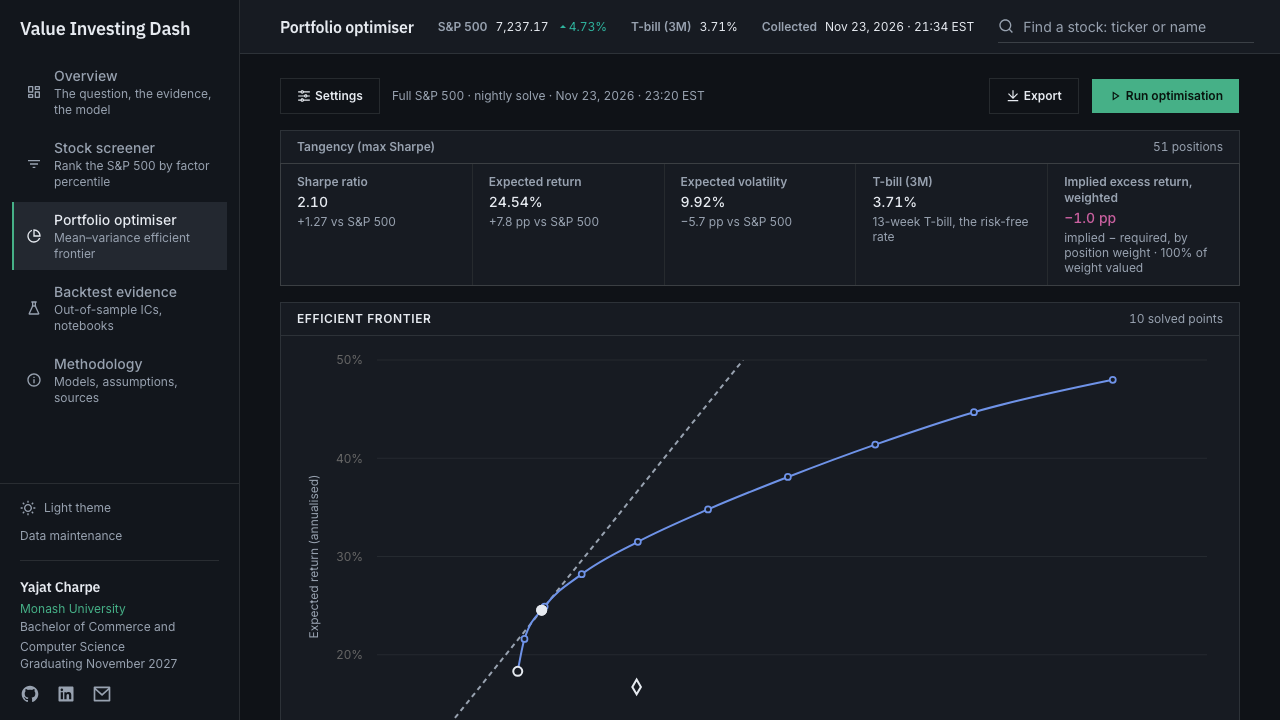 Value Investing Dash
Overview
The question, the evidence,
the model
Stock screener
Rank the S&P 500 by factor
percentile
Portfolio optimiser
Mean–variance efficient
frontier
Backtest evidence
Out-of-sample ICs,
notebooks
Methodology
Models, assumptions,
sources
Light theme
Data maintenance
Yajat Charpe
Monash University
Bachelor of Commerce and
Computer Science
Graduating November 2027
Portfolio optimiser S&P 500 7,237.17 4.73% T-bill (3M) 3.71% Collected Nov 23, 2026 · 21:34 EST Find a stock: ticker or name
Settings Full S&P 500 · nightly solve · Nov 23, 2026 · 23:20 EST Export Run optimisation
Tangency (max Sharpe) 51 positions
Sharpe ratio
2.10
+1.27 vs S&P 500
Expected return
24.54%
+7.8 pp vs S&P 500
Expected volatility
9.92%
−5.7 pp vs S&P 500
T-bill (3M)
3.71%
13-week T-bill, the risk-free
rate
Implied excess return,
weighted
−1.0 pp
implied − required, by
position weight · 100% of
weight valued
EFFICIENT FRONTIER 10 solved points
50%
40%
30%
20%
Expected return (annualised)